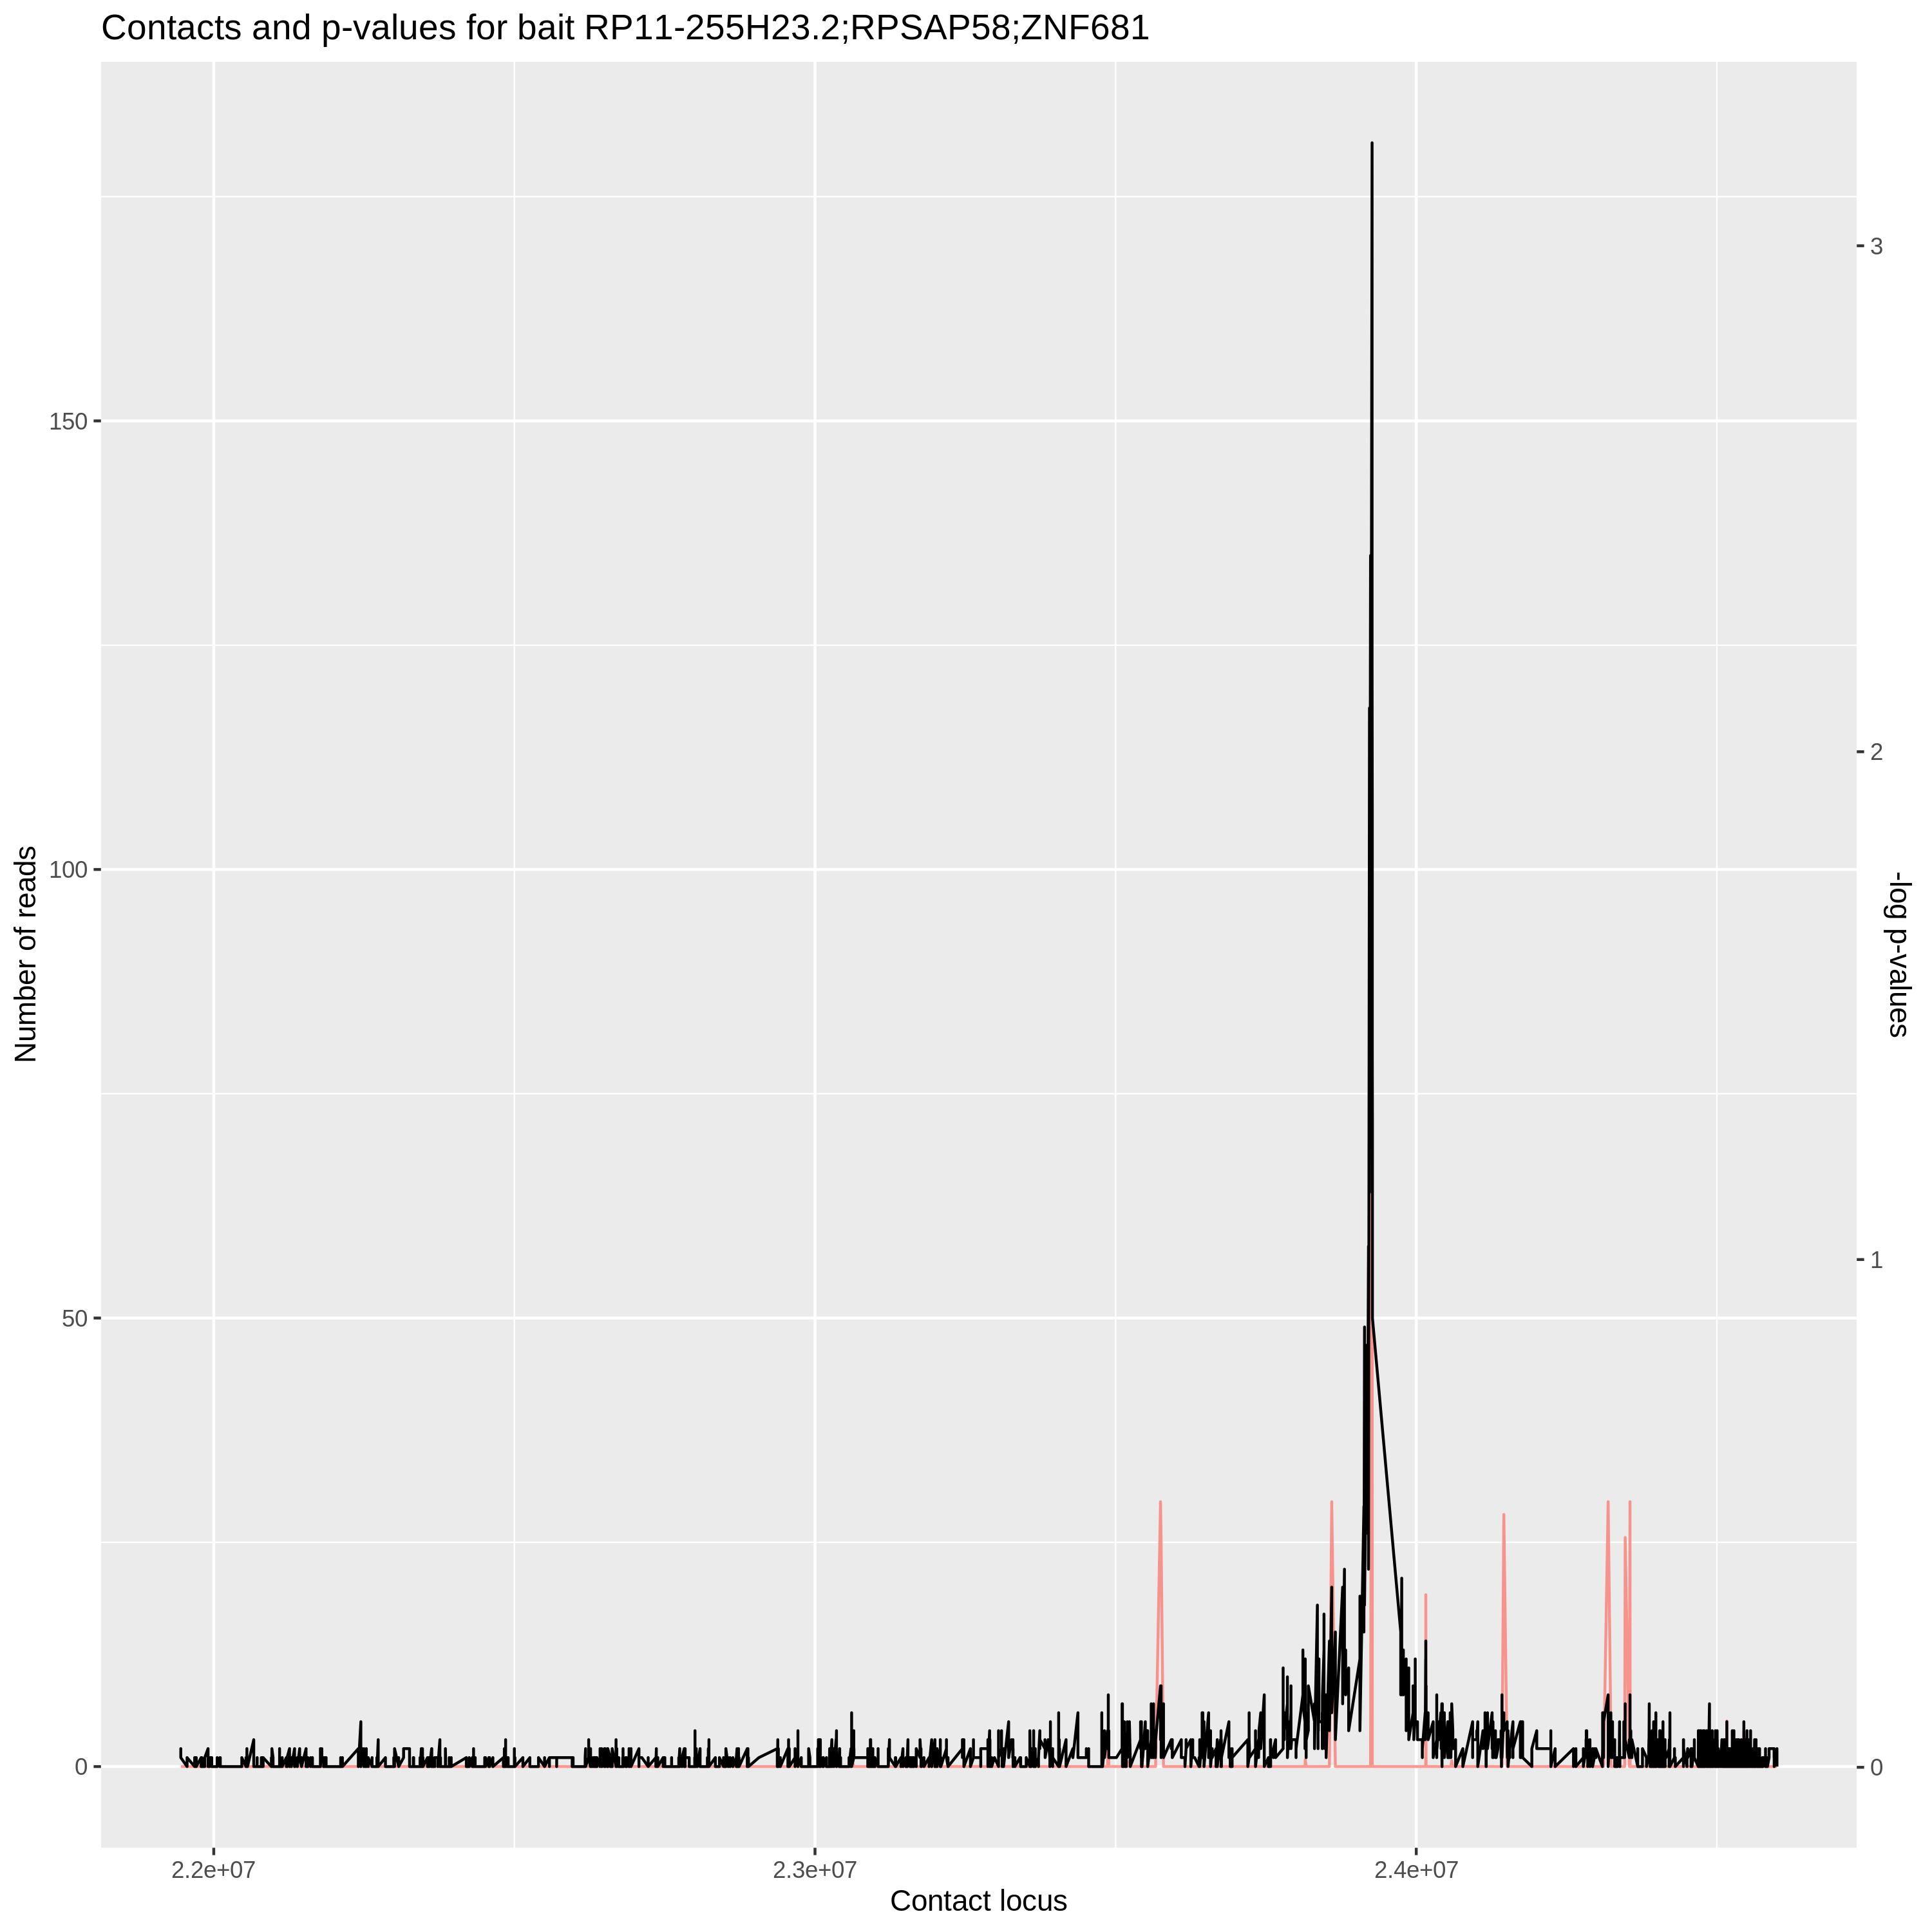 Contacts and p-values for bait RP11-255H23.2;RPSAP58;ZNF681
Number of reads
150
100
50
0
3
2
1
0
-log p-values
2.2e+07
2.3e+07
2.4e+07
Contact locus